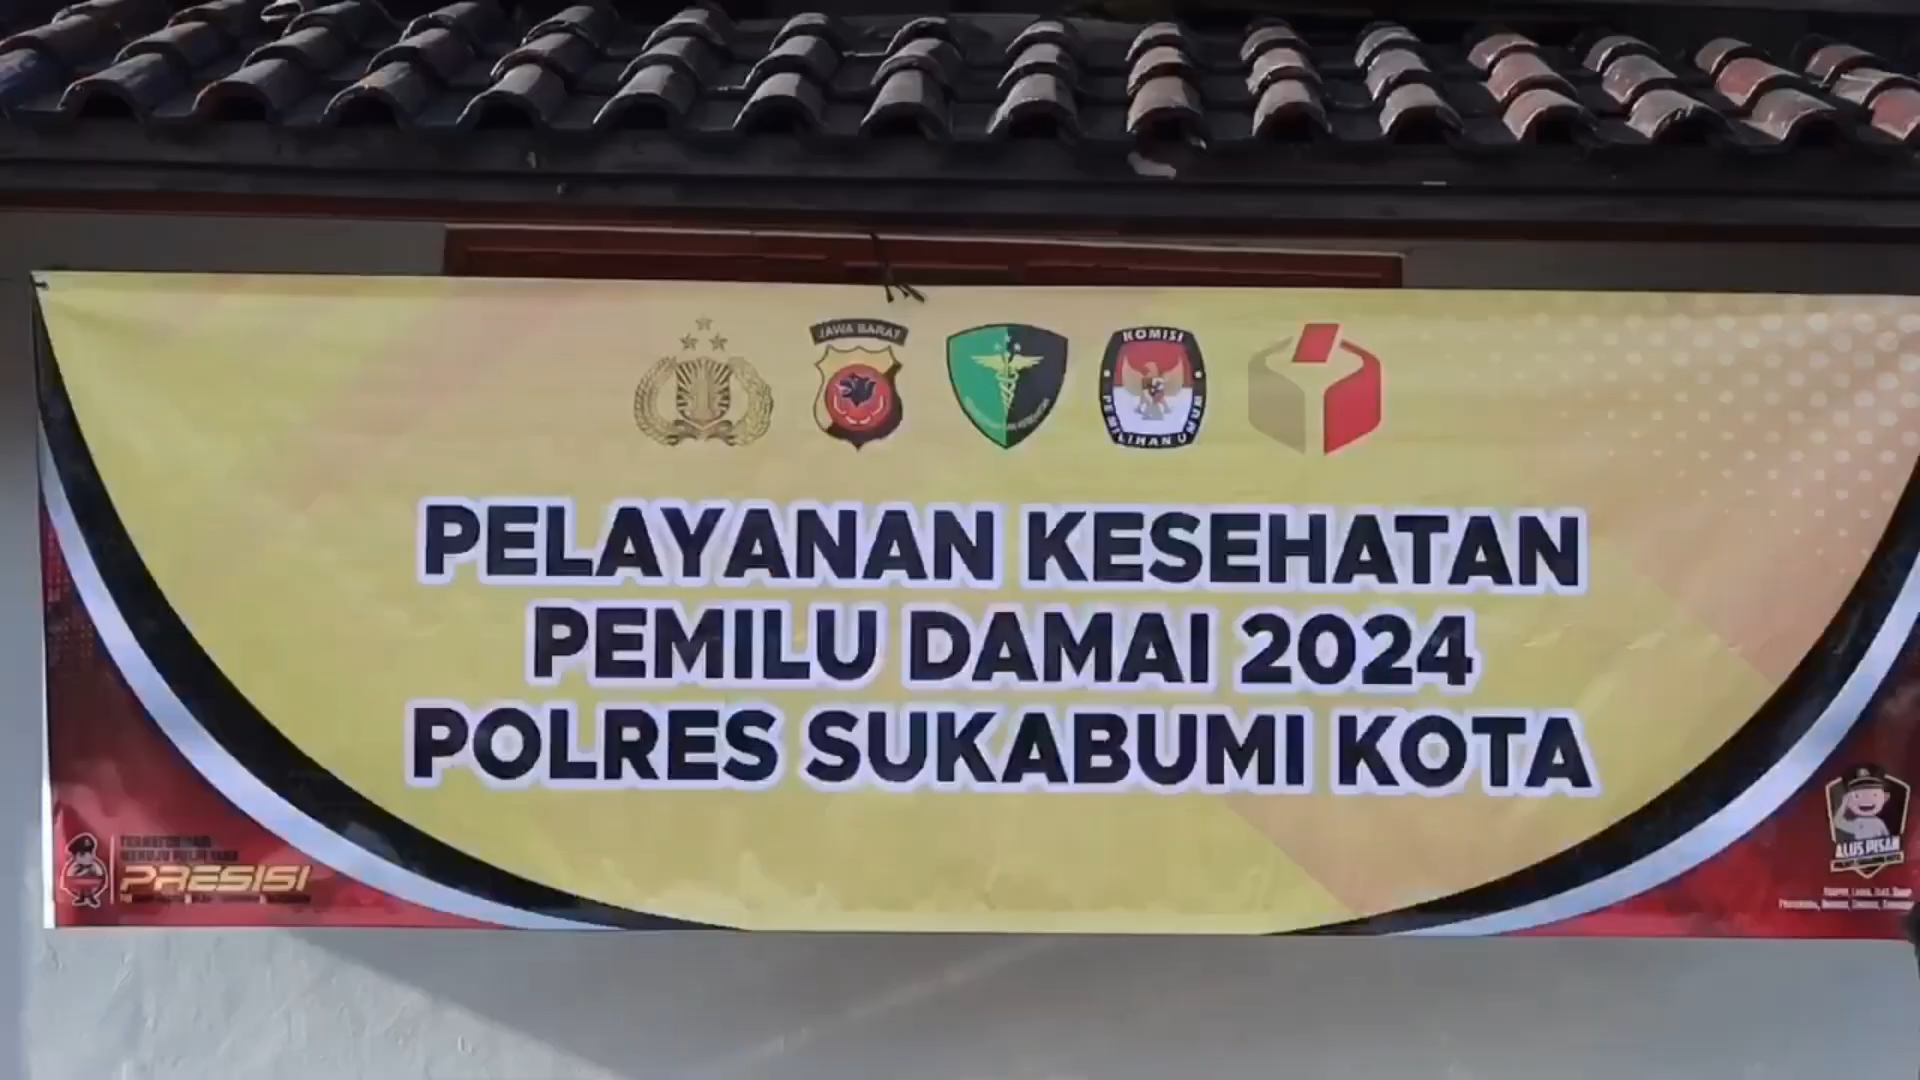 JAWA BARAT
KOMISI
PEMILIHAN UMUM
PELAYANAN KESEHATAN
PEMILU DAMAI 2024
POLRES SUKABUMI KOTA
PRESISI
ALUS PISAN